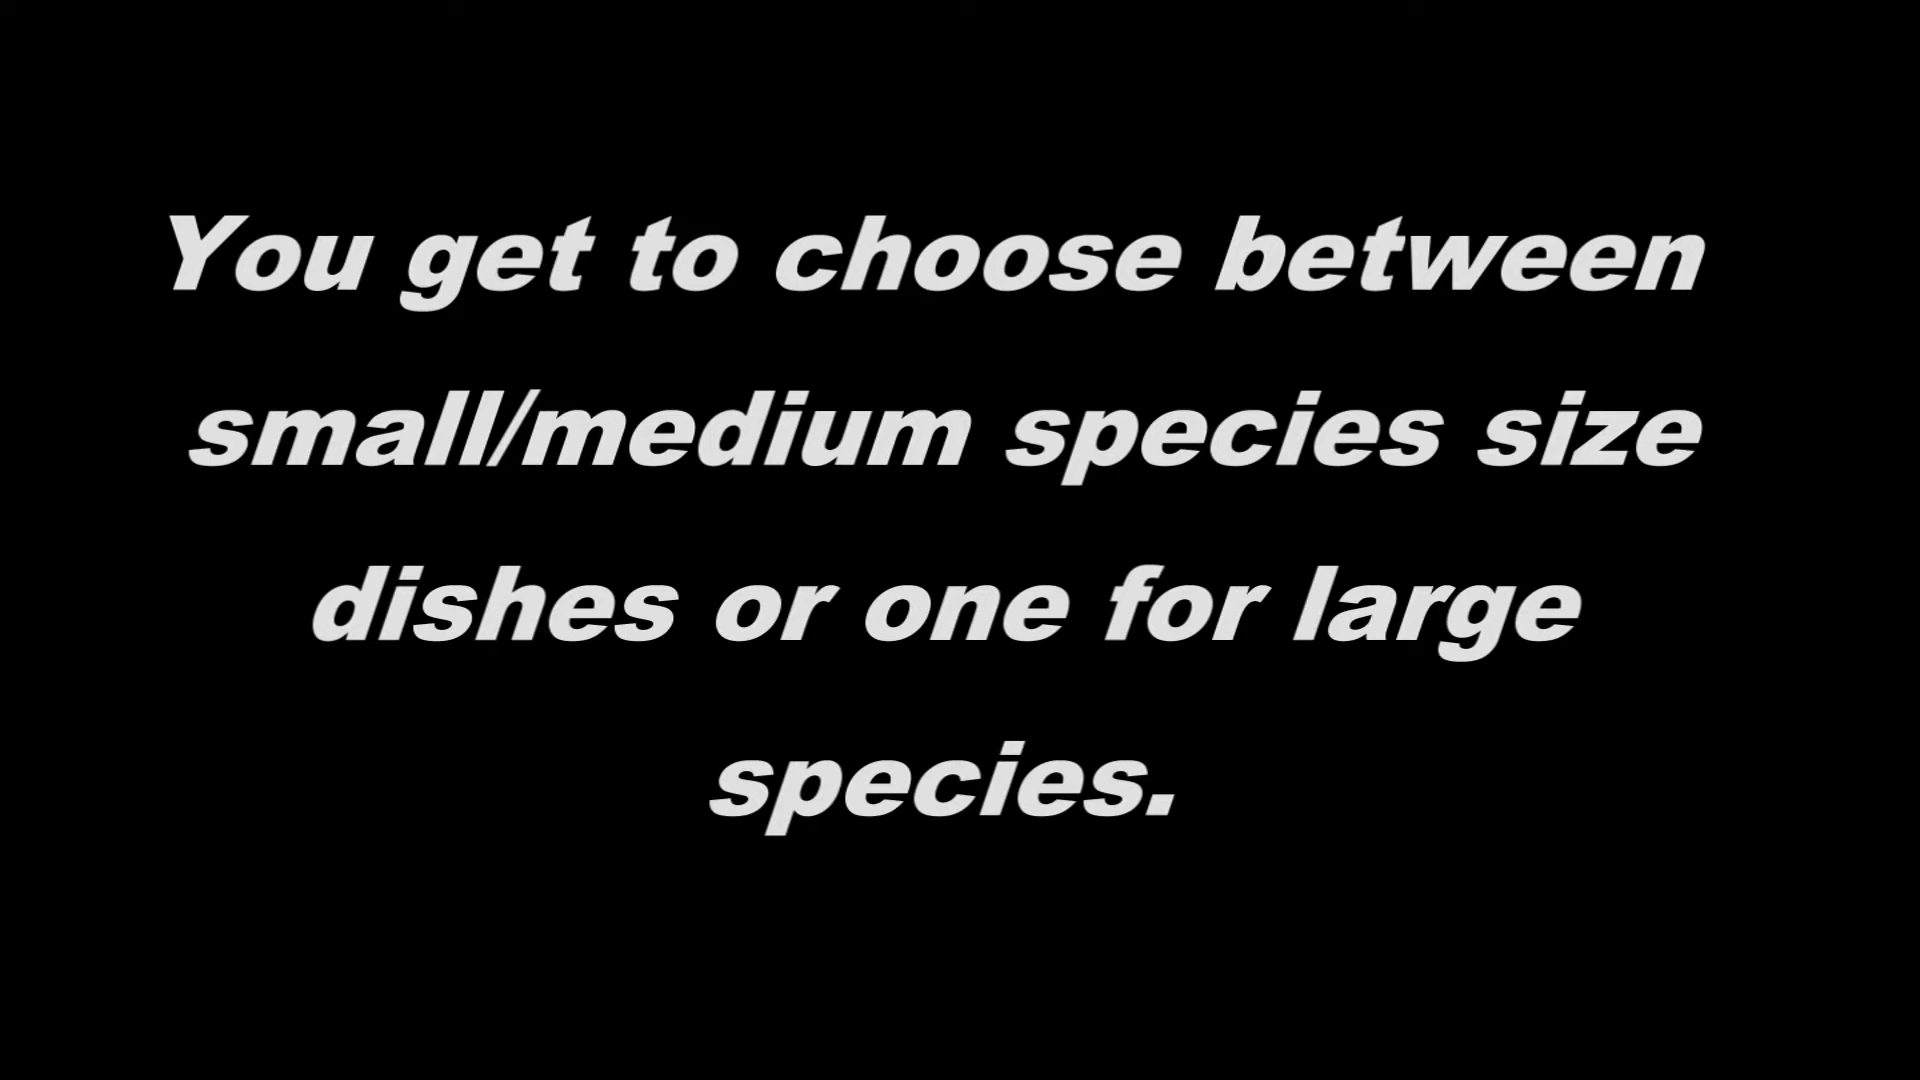 You get to choose between
small/medium species size
dishes or one for large
species.